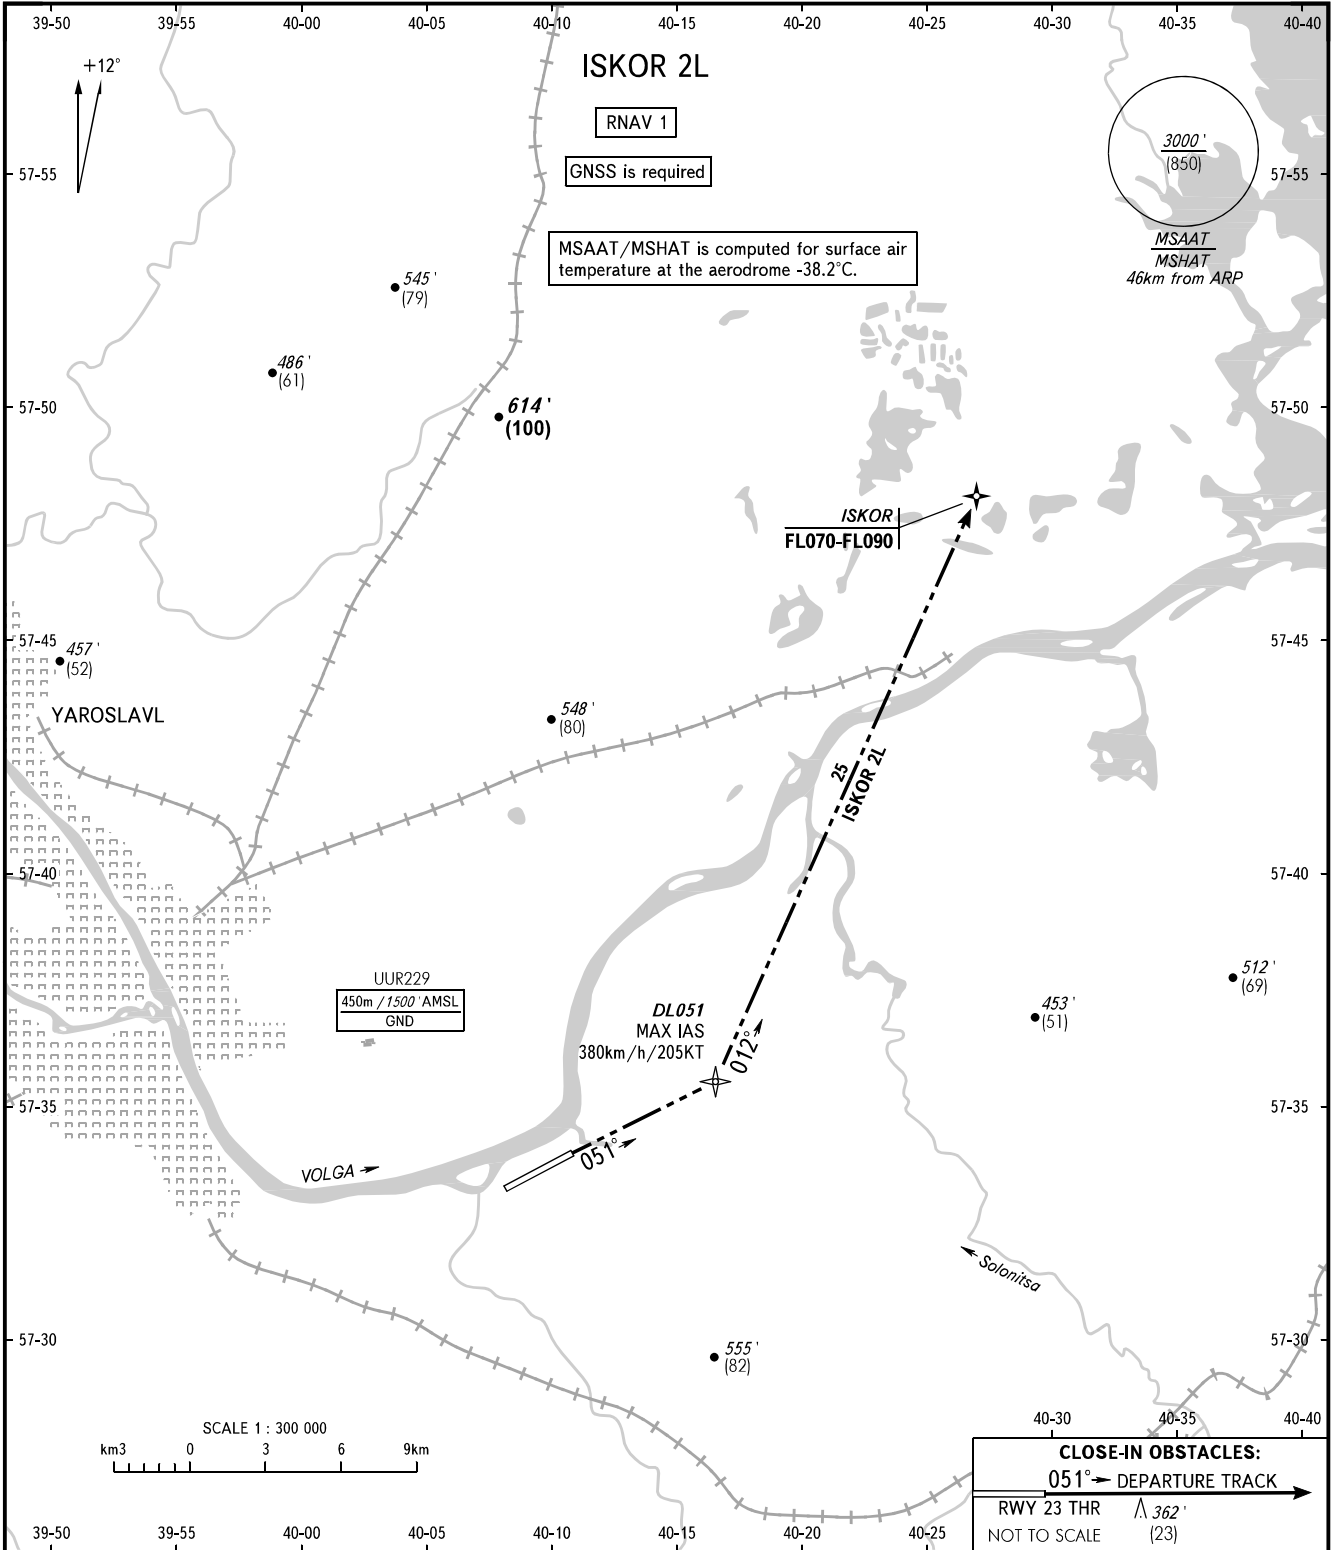 39-50 39-55 40-00 40-05 40-10 40-15 40-20 40-25 40-30 40-35 40-40
+12°
ISKOR 2L
RNAV 1
GNSS is required
3000'
(850)
57-55 57-55
MSAAT
MSHAT
46km from ARP
MSAAT/MSHAT is computed for surface air
temperature at the aerodrome -38.2°C.
545'
(79)
486'
(61)
57-50 57-50
614'
(100)
ISKOR
FL070-FL090
57-45 57-45
457'
(52)
YAROSLAVL
548'
(80)
25
ISKOR 2L
57-40 57-40
UUR229
450m/1500'AMSL
GND
512'
(69)
453'
(51)
DL051
MAX IAS
380km/h/205KT
012°
57-35 57-35
051°
VOLGA
Solonitsa
57-30 57-30
555'
(82)
SCALE 1 : 300 000
km3 0 3 6 9km
40-30 40-35 40-40
CLOSE-IN OBSTACLES:
051° DEPARTURE TRACK
RWY 23 THR
362'
(23)
NOT TO SCALE
39-50 39-55 40-00 40-05 40-10 40-15 40-20 40-25